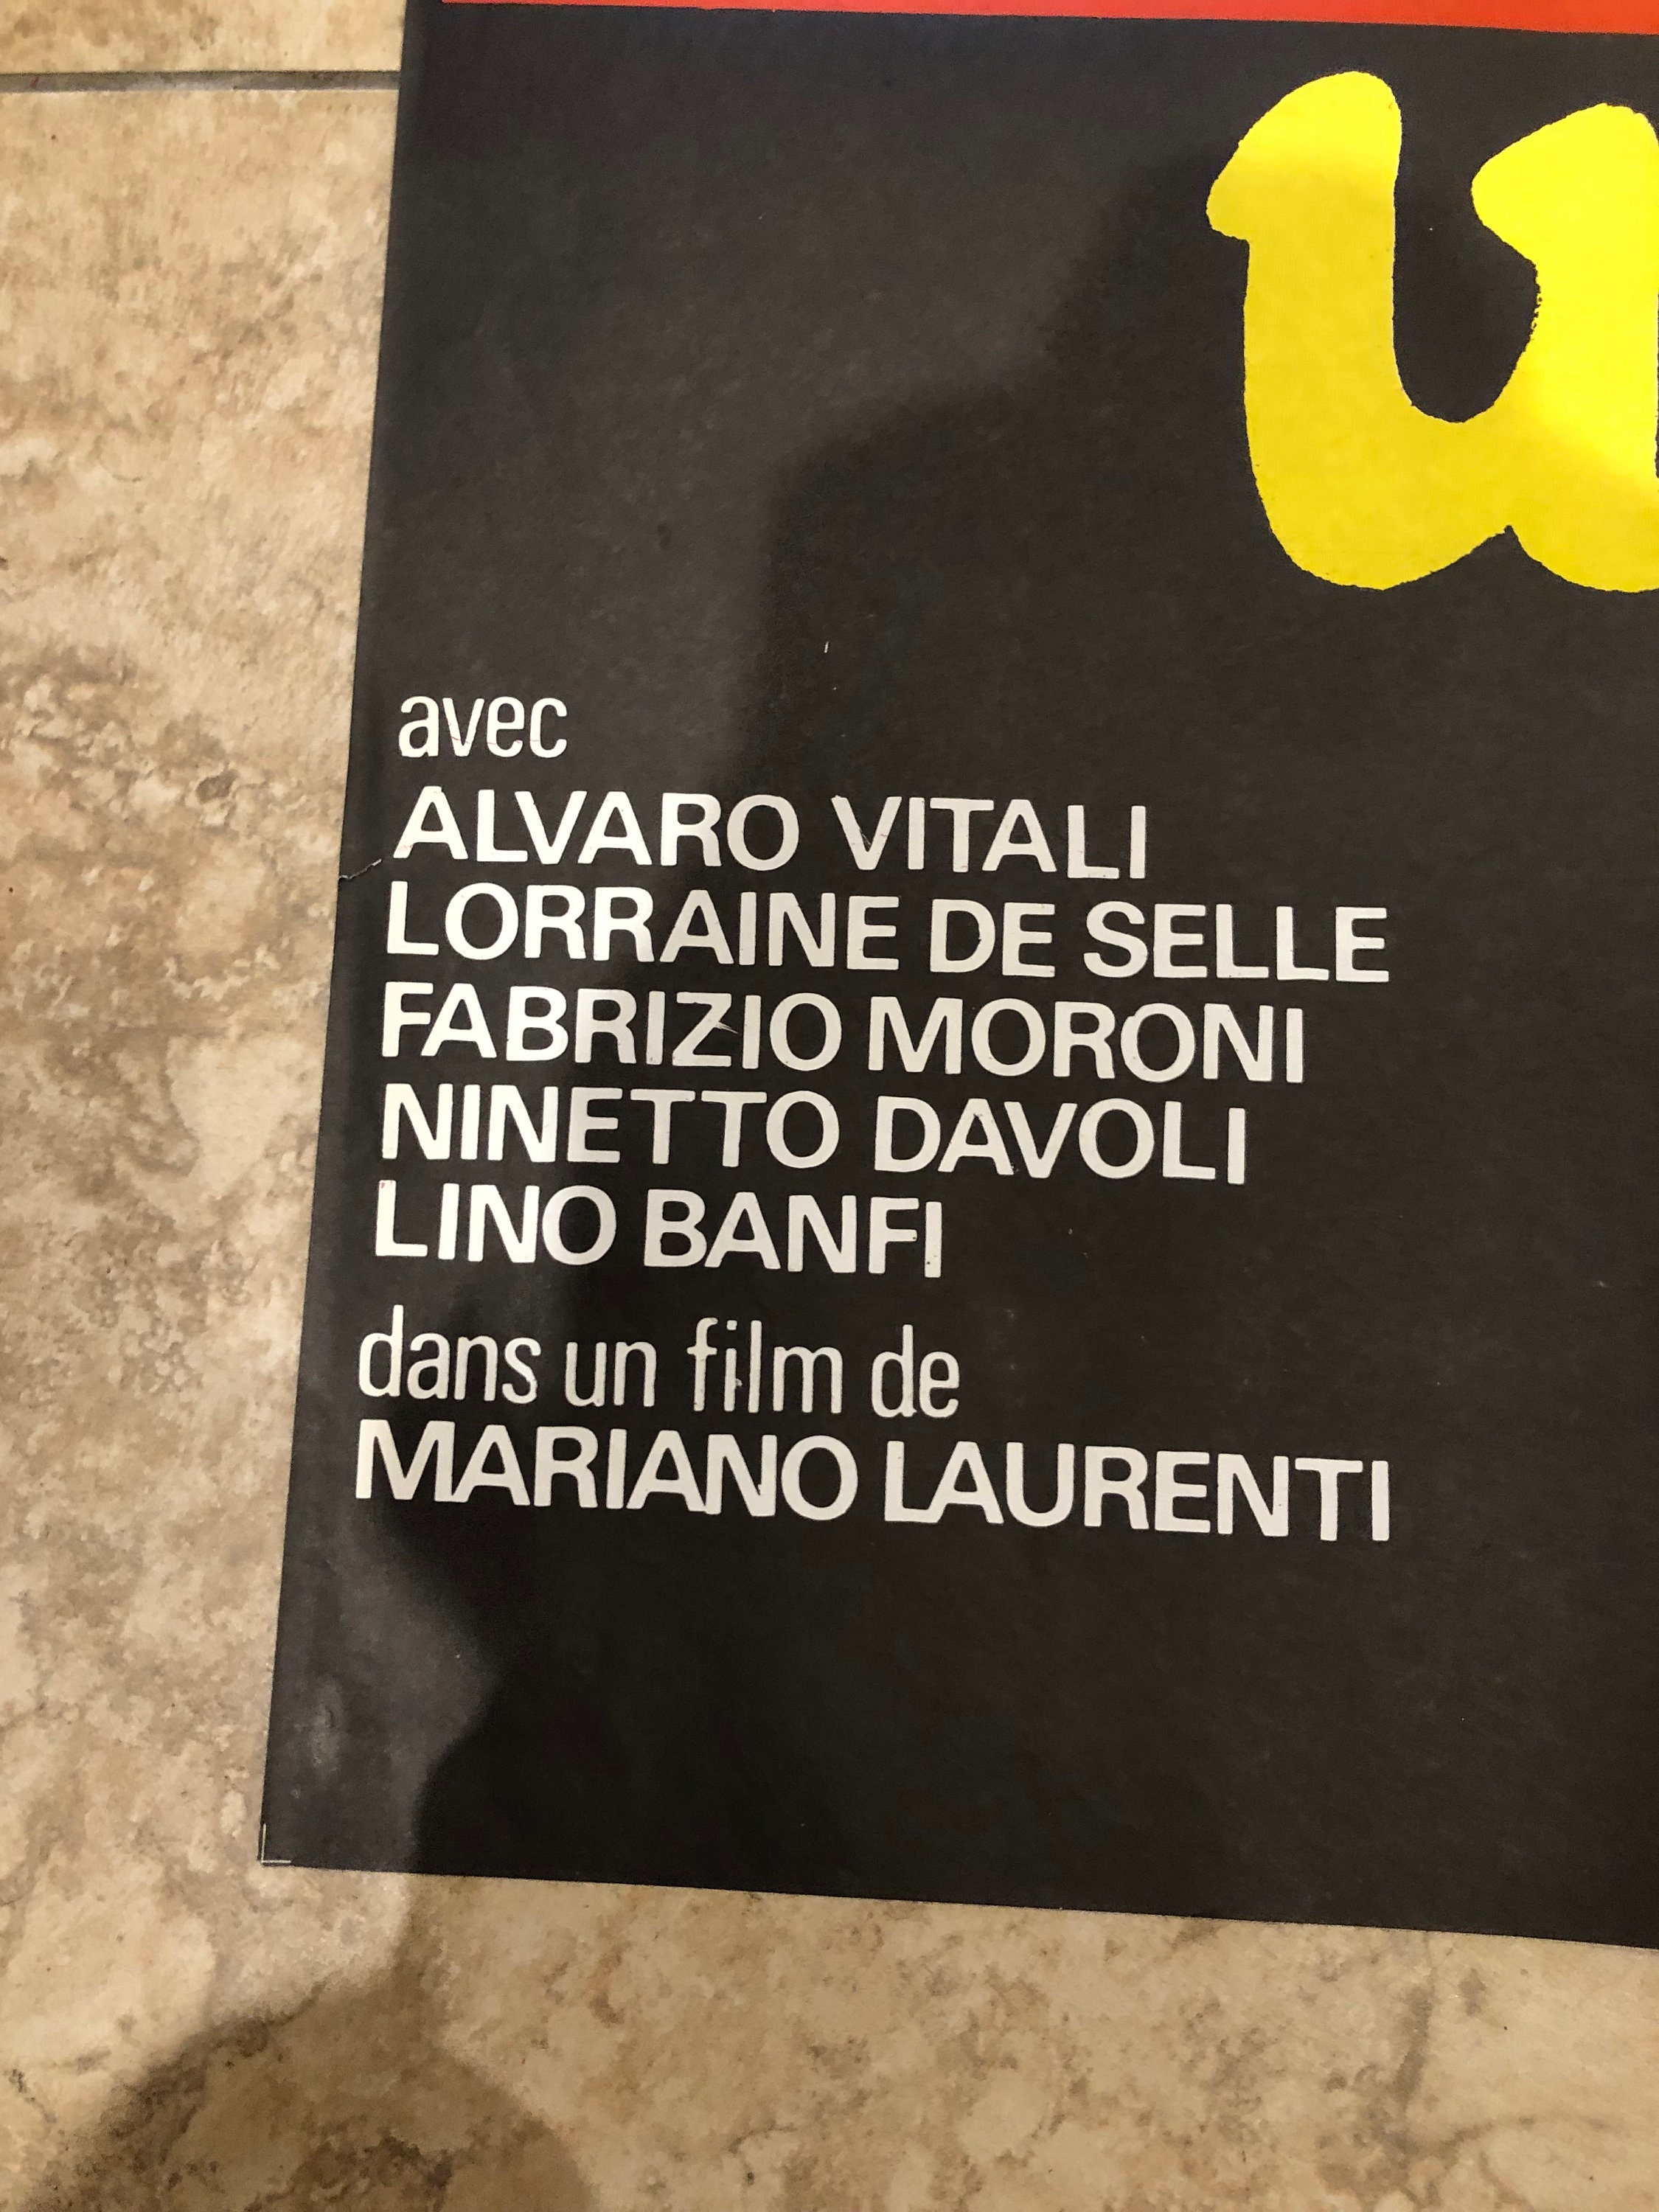 u
avec
ALVARO VITALI
LORRAINE DE SELLE
FABRIZIO MORONI
NINETTO DAVOLI
LINO BANFI
dans un film de
MARIANO LAURENTI